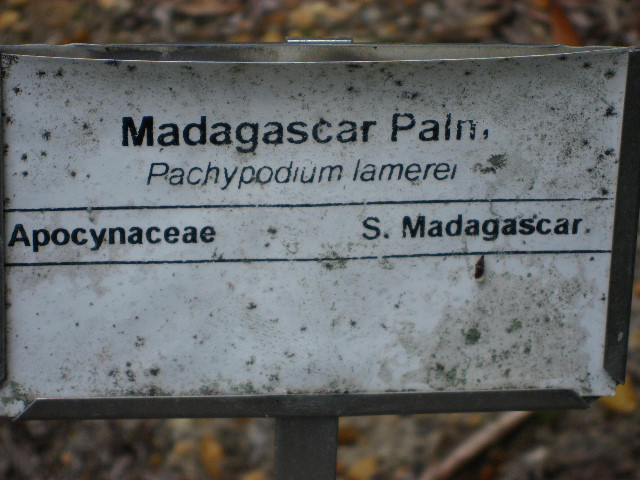 Madagascar Palm
Pachypodium lamerei
Apocynaceae S. Madagascar